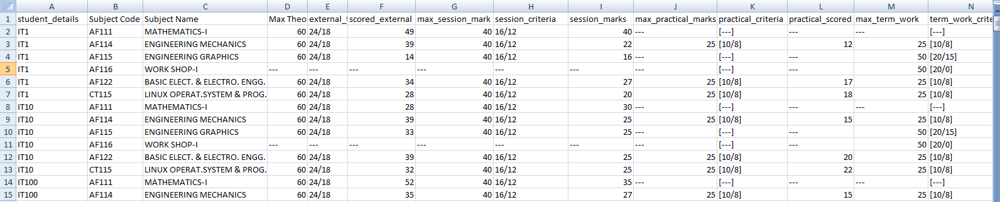 A B C D E F G H I J K L M N
1 student_details Subject Code Subject Name Max Theo external_t scored_external max_session_mark session_criteria session_marks max_practical_marks practical_criteria practical_scored max_term_work term_work_crite
2 IT1 AF111 MATHEMATICS-I 60 24/18 49 40 16/12 40 --- [---] --- --- [---]
3 IT1 AF114 ENGINEERING MECHANICS 60 24/18 39 40 16/12 22 25 [10/8] 12 25 [10/8]
4 IT1 AF115 ENGINEERING GRAPHICS 60 24/18 14 40 16/12 16 --- [---] --- 50 [20/15]
5 IT1 AF116 WORK SHOP-I --- --- --- --- --- --- --- [---] --- 50 [20/0]
6 IT1 AF122 BASIC ELECT. & ELECTRO. ENGG. 60 24/18 34 40 16/12 27 25 [10/8] 17 25 [10/8]
7 IT1 CT115 LINUX OPERAT.SYSTEM & PROG. 60 24/18 28 40 16/12 20 25 [10/8] 18 25 [10/8]
8 IT10 AF111 MATHEMATICS-I 60 24/18 28 40 16/12 30 --- [---] --- --- [---]
9 IT10 AF114 ENGINEERING MECHANICS 60 24/18 39 40 16/12 25 25 [10/8] 15 25 [10/8]
10 IT10 AF115 ENGINEERING GRAPHICS 60 24/18 33 40 16/12 25 --- [---] --- 50 [20/15]
11 IT10 AF116 WORK SHOP-I --- --- --- --- --- --- --- [---] --- 50 [20/0]
12 IT10 AF122 BASIC ELECT. & ELECTRO. ENGG. 60 24/18 39 40 16/12 25 25 [10/8] 20 25 [10/8]
13 IT10 CT115 LINUX OPERAT.SYSTEM & PROG. 60 24/18 32 40 16/12 25 25 [10/8] 22 25 [10/8]
14 IT100 AF111 MATHEMATICS-I 60 24/18 52 40 16/12 35 --- [---] --- --- [---]
15 IT100 AF114 ENGINEERING MECHANICS 60 24/18 35 40 16/12 27 25 [10/8] 15 25 [10/8]